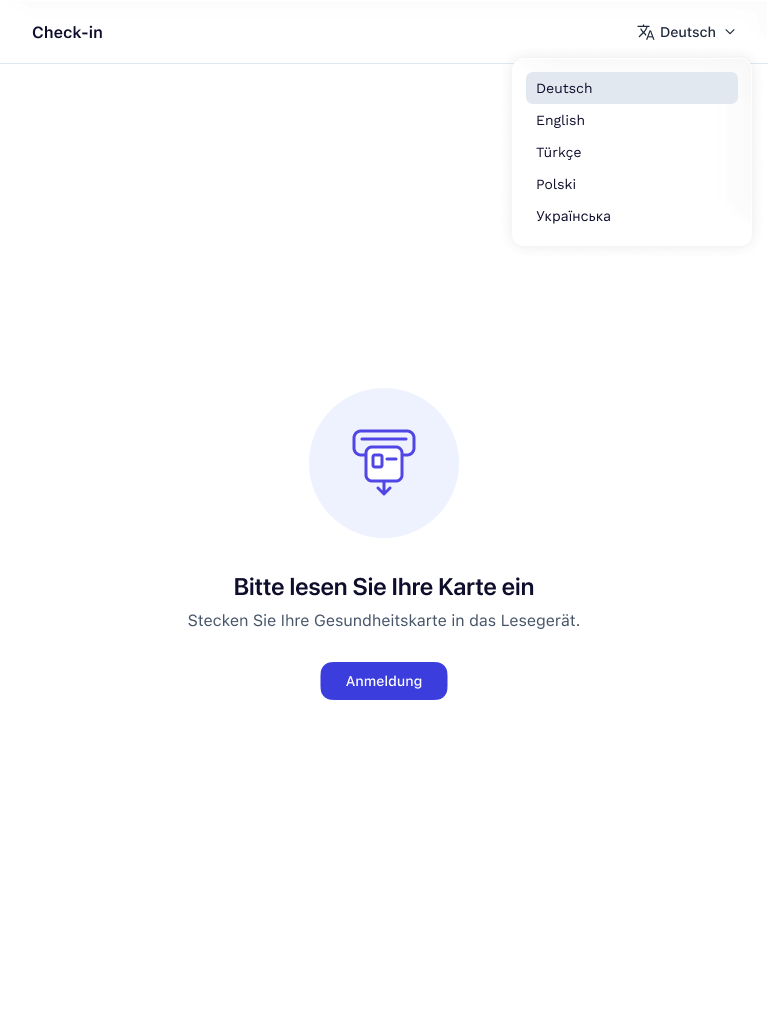 Check-in
Deutsch
Deutsch
English
Türkçe
Polski
Українська
Bitte lesen Sie Ihre Karte ein
Stecken Sie Ihre Gesundheitskarte in das Lesegerät.
Anmeldung